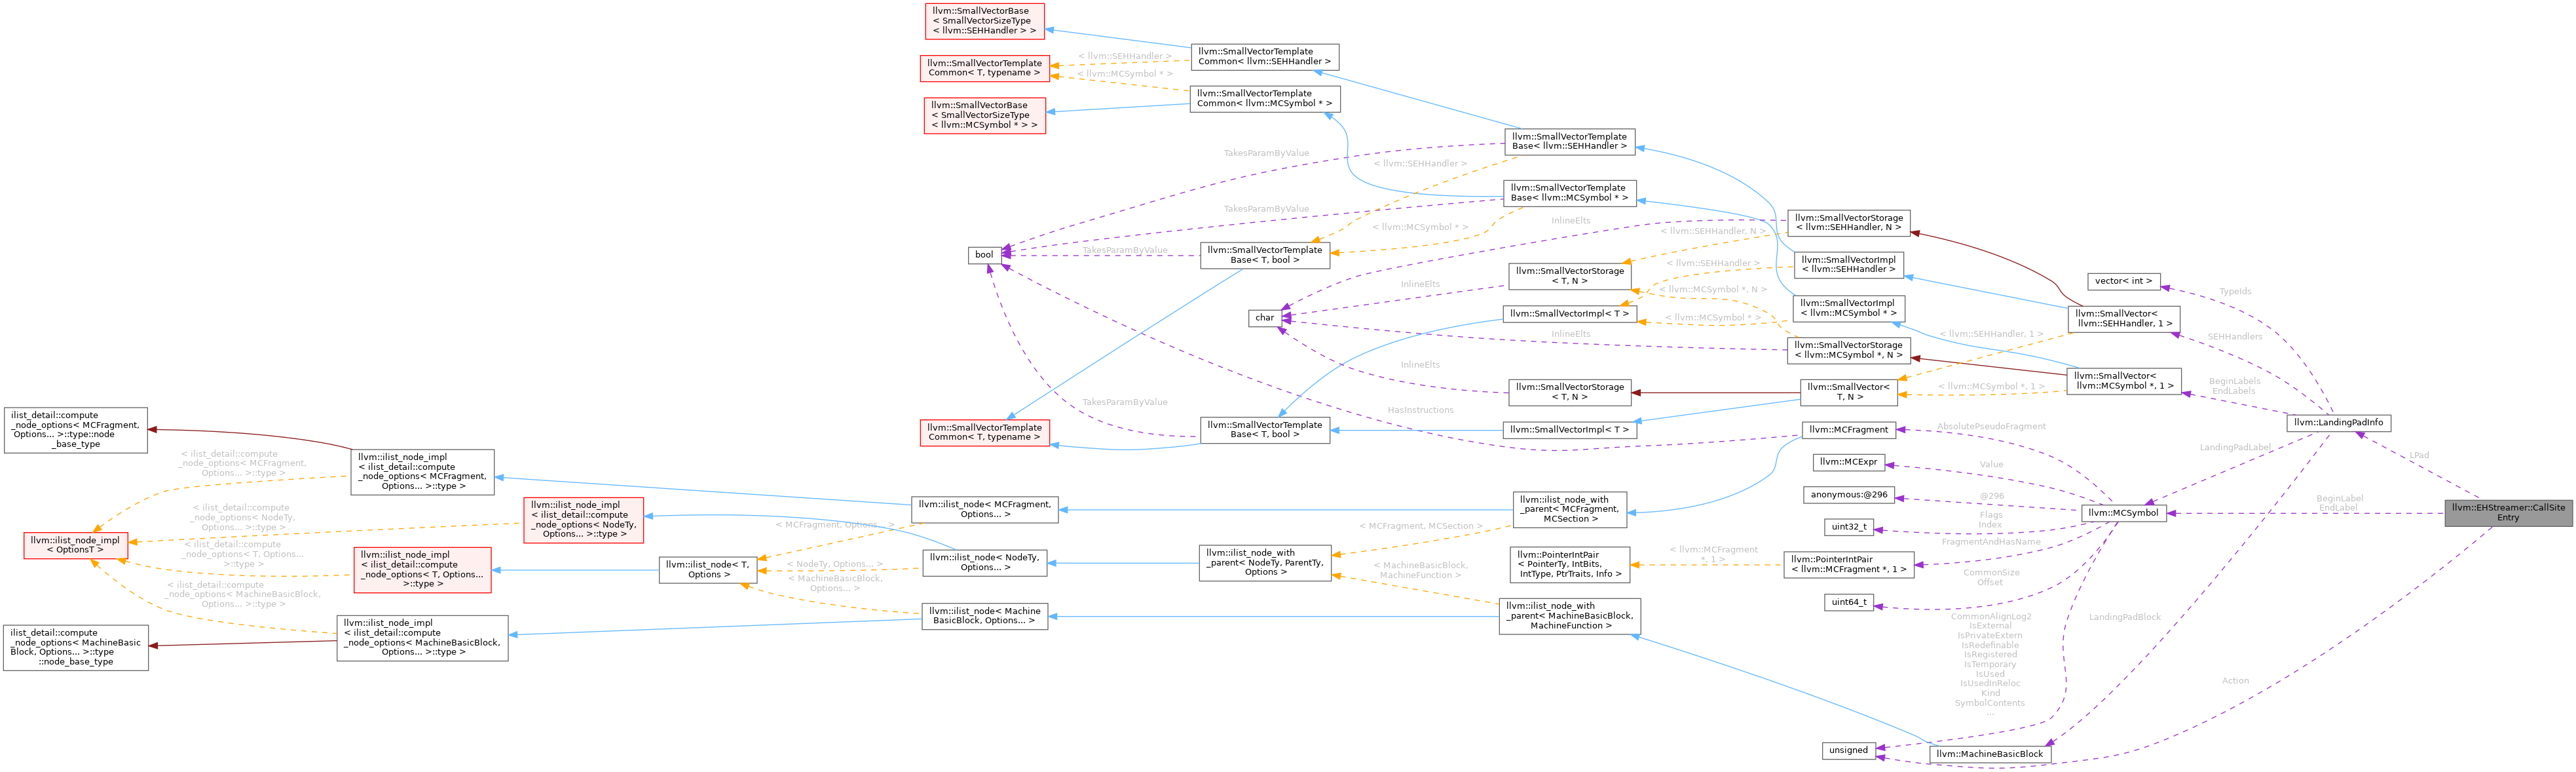 llvm::SmallVectorBase
< SmallVectorSizeType
< llvm::SEHHandler > >
llvm::SmallVectorTemplate
Common< T, typename >
llvm::SmallVectorBase
< SmallVectorSizeType
< llvm::MCSymbol * > >
< llvm::SEHHandler >
< llvm::MCSymbol * >
llvm::SmallVectorTemplate
Common< llvm::SEHHandler >
llvm::SmallVectorTemplate
Common< llvm::MCSymbol * >
TakesParamByValue
< llvm::SEHHandler >
llvm::SmallVectorTemplate
Base< llvm::SEHHandler >
llvm::SmallVectorTemplate
Base< llvm::MCSymbol * >
TakesParamByValue
InlineElts
< llvm::MCSymbol * >
< llvm::SEHHandler, N >
llvm::SmallVectorStorage
< llvm::SEHHandler, N >
bool
TakesParamByValue
llvm::SmallVectorTemplate
Base< T, bool >
llvm::SmallVectorStorage
< T, N >
< llvm::SEHHandler >
llvm::SmallVectorImpl
< llvm::SEHHandler >
InlineElts
< llvm::MCSymbol *, N >
vector< int >
TypeIds
char
llvm::SmallVectorImpl< T >
< llvm::MCSymbol * >
llvm::SmallVectorImpl
< llvm::MCSymbol * >
llvm::SmallVector<
llvm::SEHHandler, 1 >
InlineElts
< llvm::SEHHandler, 1 >
SEHHandlers
llvm::SmallVectorStorage
< llvm::MCSymbol *, N >
InlineElts
llvm::SmallVectorStorage
< T, N >
llvm::SmallVector<
T, N >
< llvm::MCSymbol *, 1 >
llvm::SmallVector<
llvm::MCSymbol *, 1 >
BeginLabels
EndLabels
TakesParamByValue
HasInstructions
llvm::SmallVectorTemplate
Common< T, typename >
llvm::SmallVectorTemplate
Base< T, bool >
llvm::SmallVectorImpl< T >
llvm::MCFragment
AbsolutePseudoFragment
llvm::LandingPadInfo
LandingPadLabel
LPad
ilist_detail::compute
_node_options< MCFragment,
Options... >::type::node
_base_type
< ilist_detail::compute
_node_options< MCFragment,
Options... >::type >
llvm::ilist_node_impl
< ilist_detail::compute
_node_options< MCFragment,
Options... >::type >
llvm::MCExpr
Value
anonymous:@296
@296
llvm::ilist_node< MCFragment,
Options... >
llvm::ilist_node_with
_parent< MCFragment,
MCSection >
uint32_t
Flags
Index
llvm::MCSymbol
BeginLabel
EndLabel
llvm::EHStreamer::CallSite
Entry
< ilist_detail::compute
_node_options< NodeTy,
Options... >::type >
llvm::ilist_node_impl
< ilist_detail::compute
_node_options< NodeTy,
Options... >::type >
< MCFragment, Options... >
< MCFragment, MCSection >
llvm::ilist_node_impl
< OptionsT >
< ilist_detail::compute
_node_options< T, Options...
>::type >
llvm::ilist_node_impl
< ilist_detail::compute
_node_options< T, Options...
>::type >
llvm::ilist_node< T,
Options >
< NodeTy, Options... >
llvm::ilist_node< NodeTy,
Options... >
llvm::ilist_node_with
_parent< NodeTy, ParentTy,
Options >
llvm::PointerIntPair
< PointerTy, IntBits,
IntType, PtrTraits, Info >
< llvm::MCFragment
*, 1 >
llvm::PointerIntPair
< llvm::MCFragment *, 1 >
FragmentAndHasName
< ilist_detail::compute
_node_options< MachineBasicBlock,
Options... >::type >
< MachineBasicBlock,
Options... >
< MachineBasicBlock,
MachineFunction >
uint64_t
CommonSize
Offset
ilist_detail::compute
_node_options< MachineBasic
Block, Options... >::type
::node_base_type
llvm::ilist_node_impl
< ilist_detail::compute
_node_options< MachineBasicBlock,
Options... >::type >
llvm::ilist_node< Machine
BasicBlock, Options... >
llvm::ilist_node_with
_parent< MachineBasicBlock,
MachineFunction >
CommonAlignLog2
IsExternal
IsPrivateExtern
IsRedefinable
IsRegistered
IsTemporary
IsUsed
IsUsedInReloc
Kind
SymbolContents
...
LandingPadBlock
Action
unsigned
llvm::MachineBasicBlock